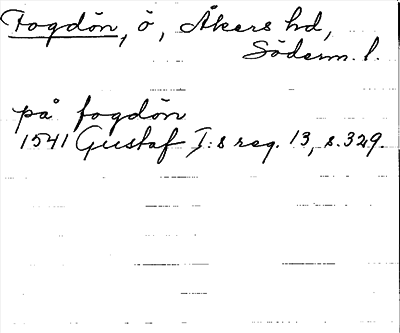 Fogdön, ö, Åkers hd,
Söderm. l.
på fogdön
1541 Gustaf I:s reg. 13, s. 329.